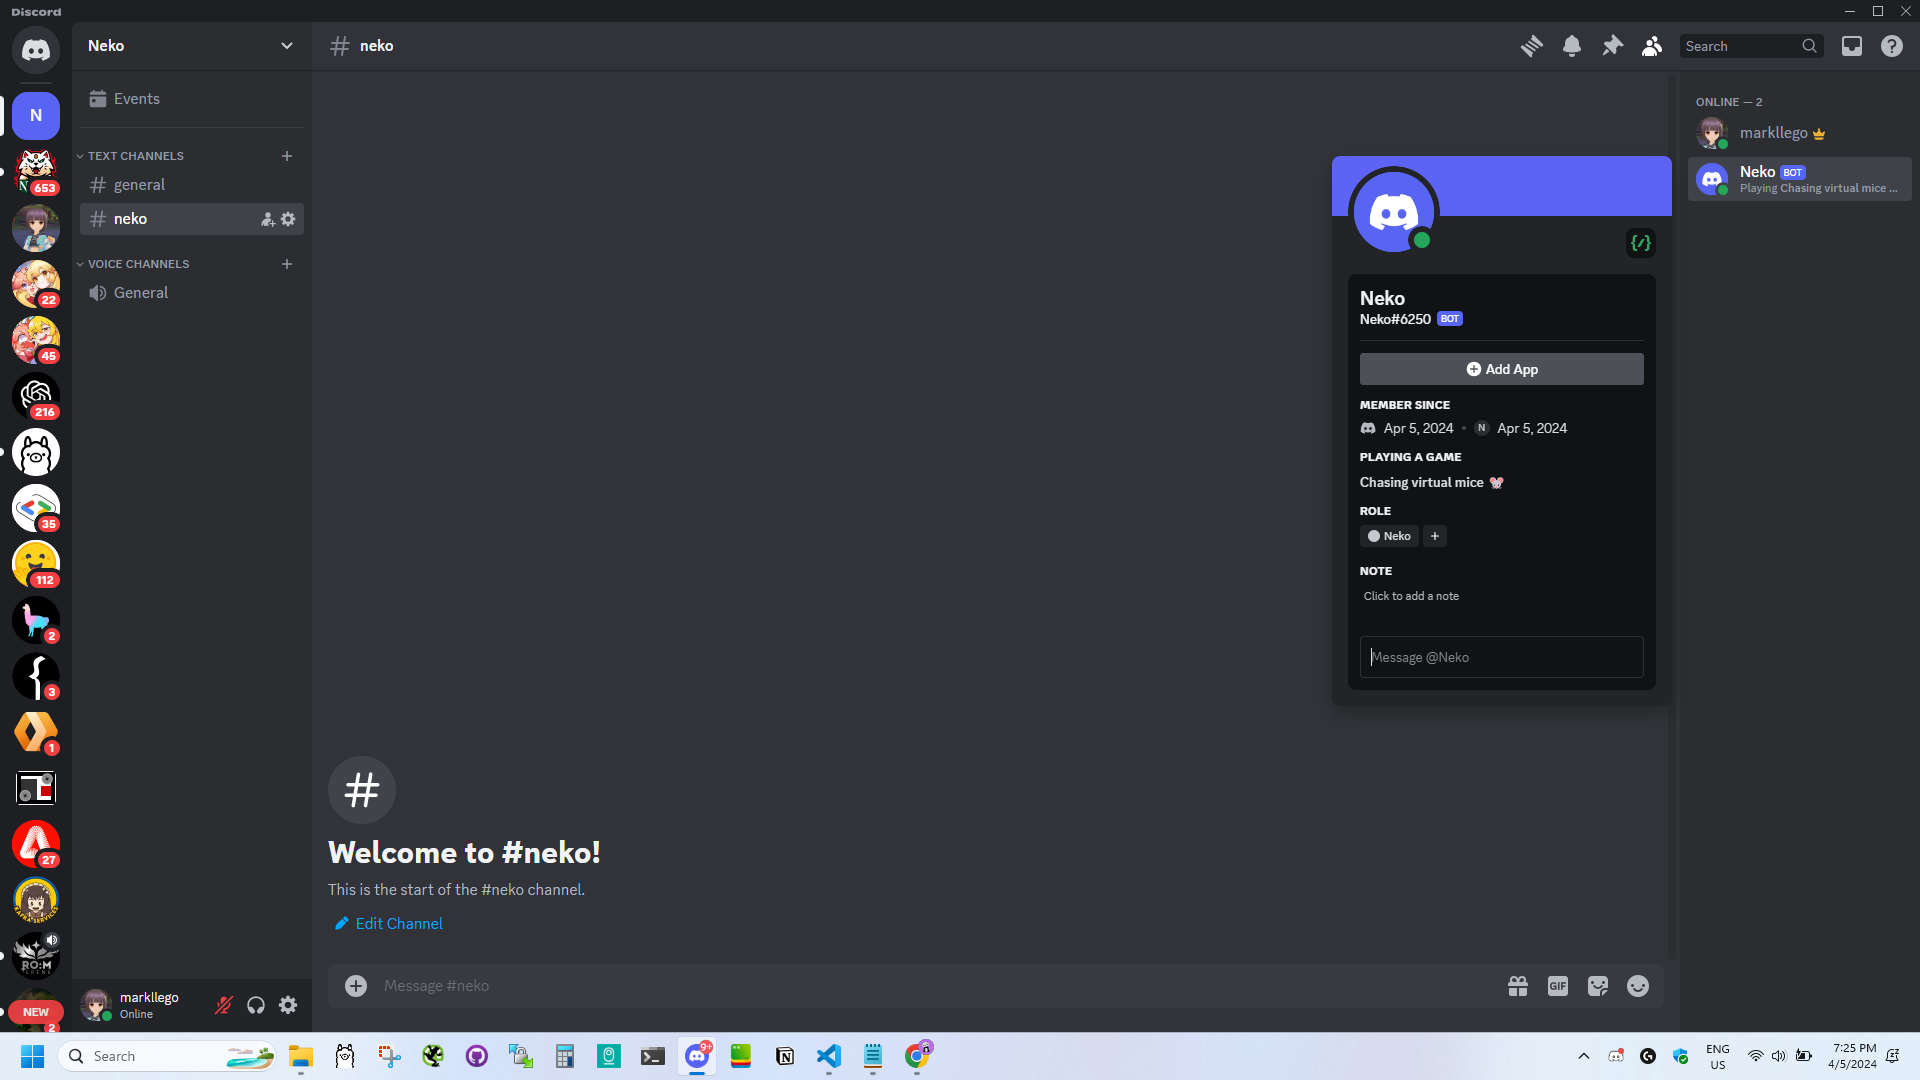 Discord
Neko
neko
Search
Events
TEXT CHANNELS
general
neko
VOICE CHANNELS
General
N
N
653
22
45
216
35
112
2
3
1
27
KAFKA SERVICES
RO:M
NEW
2
ONLINE — 2
markllego
Neko BOT
Playing Chasing virtual mice ...
Neko
Neko#6250 BOT
Add App
MEMBER SINCE
Apr 5, 2024 • N Apr 5, 2024
PLAYING A GAME
Chasing virtual mice 🐭
ROLE
Neko +
NOTE
Click to add a note
Message @Neko
Welcome to #neko!
This is the start of the #neko channel.
Edit Channel
Message #neko
GIF
markllego
Online
Search
9+
ENG
US
7:25 PM
4/5/2024